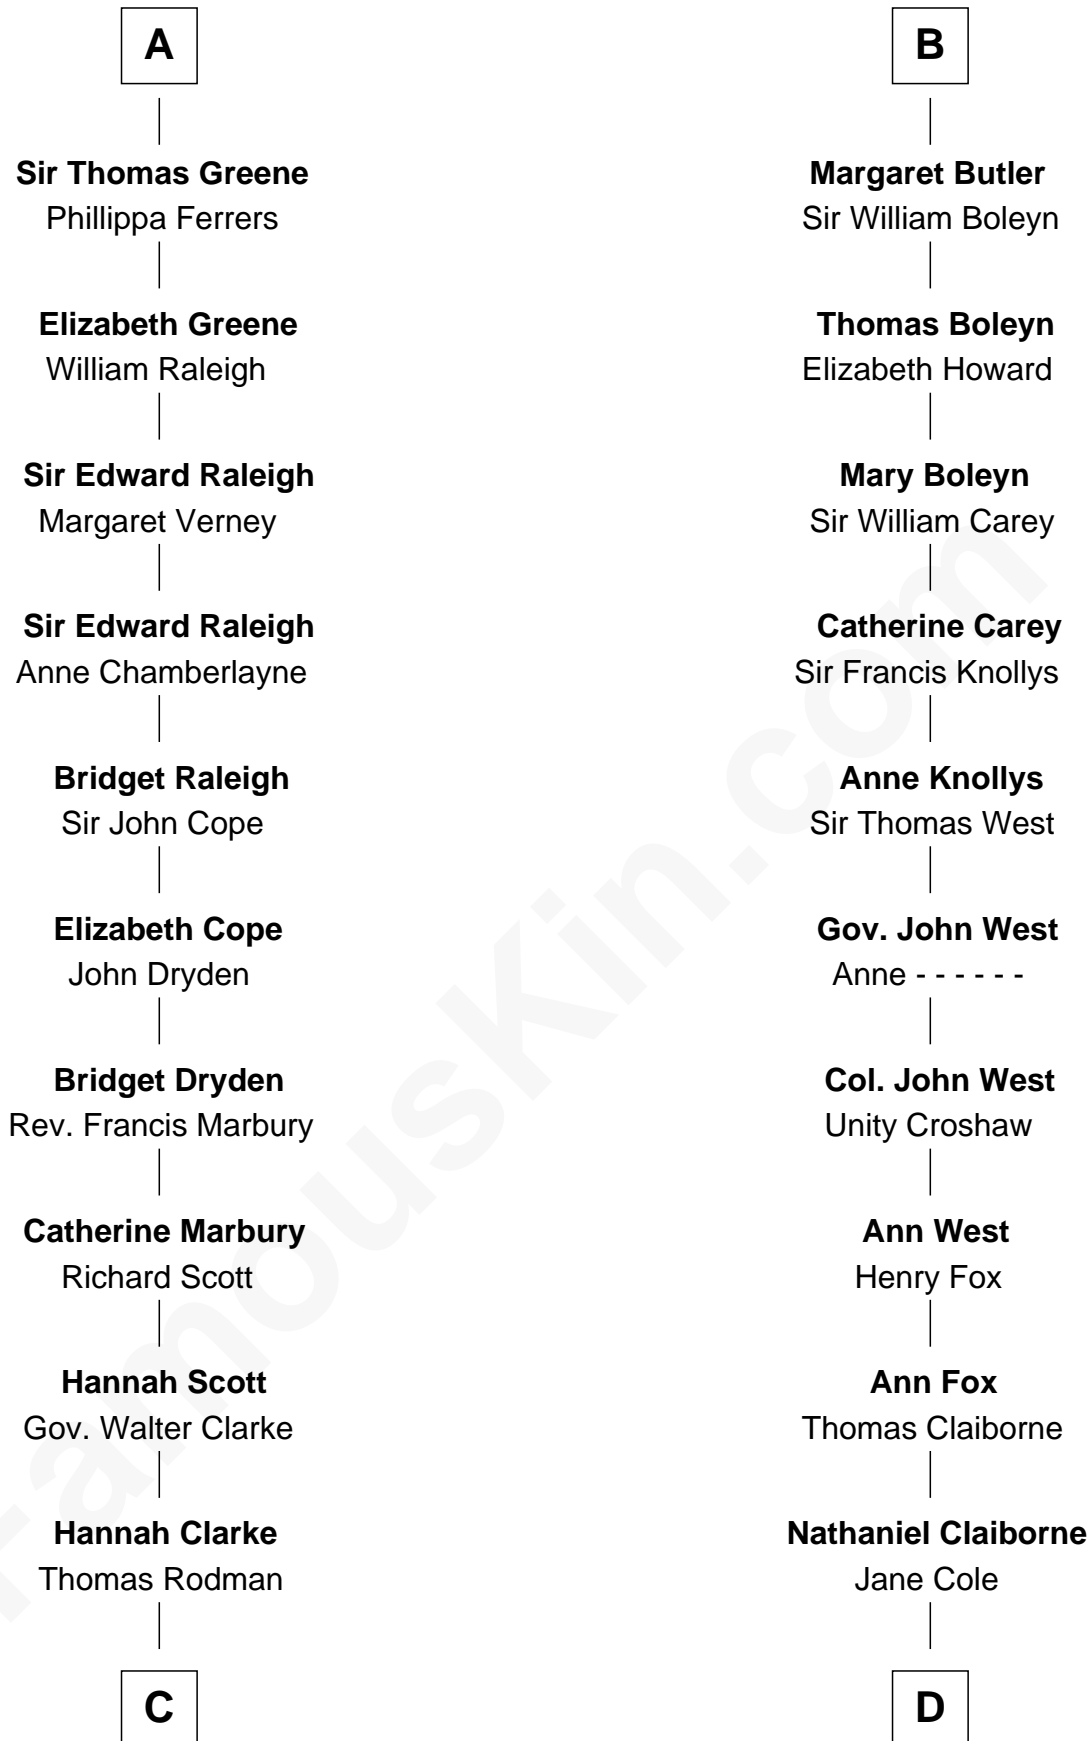 A
Sir Thomas Greene
Phillippa Ferrers
Elizabeth Greene
William Raleigh
Sir Edward Raleigh
Margaret Verney
Sir Edward Raleigh
Anne Chamberlayne
Bridget Raleigh
Sir John Cope
Elizabeth Cope
John Dryden
Bridget Dryden
Rev. Francis Marbury
Catherine Marbury
Richard Scott
Hannah Scott
Gov. Walter Clarke
Hannah Clarke
Thomas Rodman
C
B
Margaret Butler
Sir William Boleyn
Thomas Boleyn
Elizabeth Howard
Mary Boleyn
Sir William Carey
Catherine Carey
Sir Francis Knollys
Anne Knollys
Sir Thomas West
Gov. John West
Anne - - - - - -
Col. John West
Unity Croshaw
Ann West
Henry Fox
Ann Fox
Thomas Claiborne
Nathaniel Claiborne
Jane Cole
D
FamousKin.com